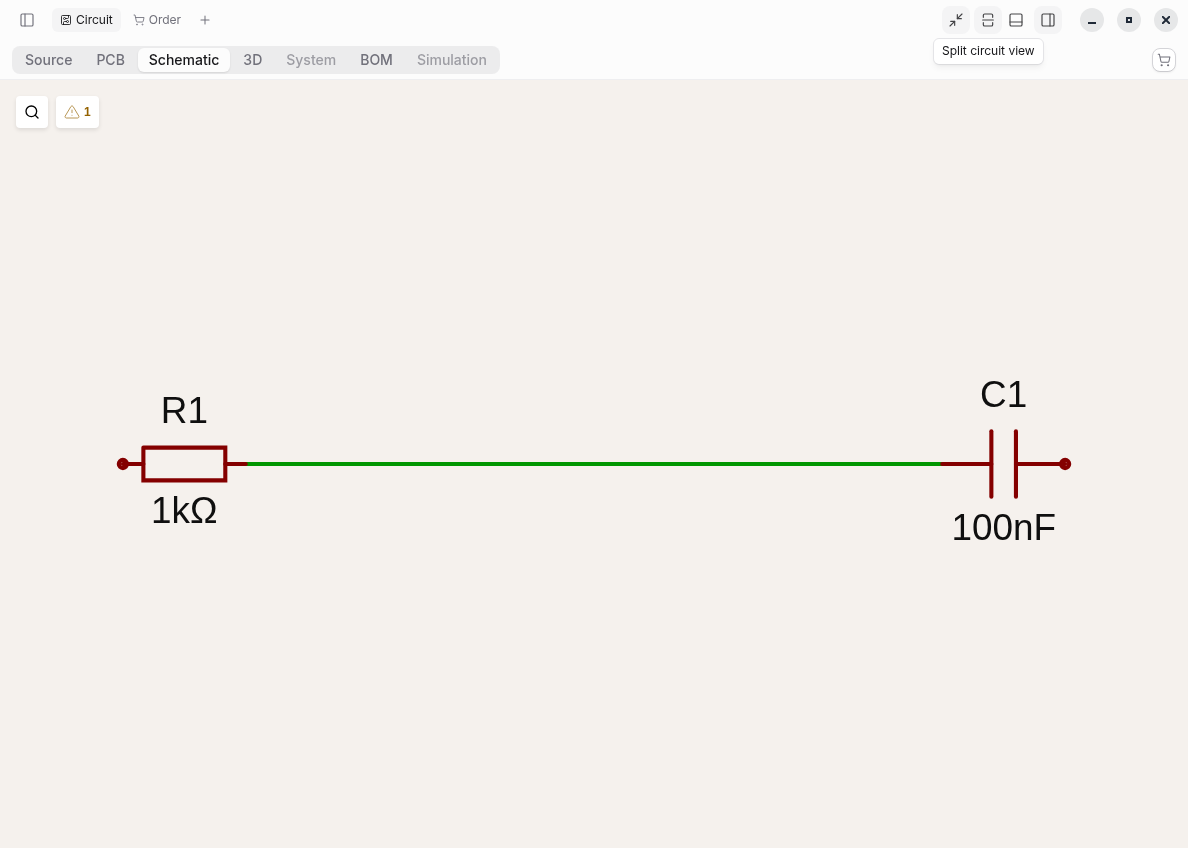 Circuit
Order
Source
PCB
Schematic
3D
System
BOM
Simulation
Split circuit view
1
R1
1kΩ
C1
100nF